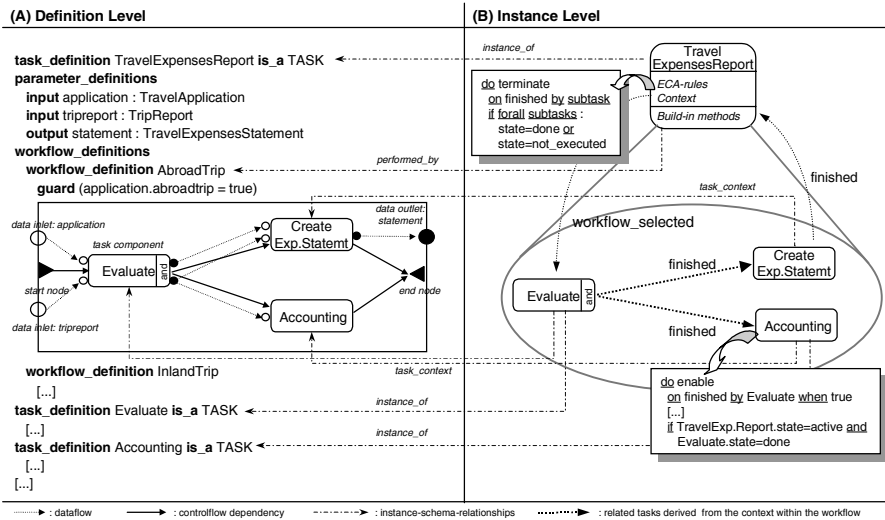 (A) Definition Level
task_definition TravelExpensesReport is_a TASK
parameter_definitions
input application : TravelApplication
input tripreport : TripReport
output statement : TravelExpensesStatement
workflow_definitions
workflow_definition AbroadTrip
guard (application.abroadtrip = true)
data inlet: application
task component
Create
Exp.Statemt
data outlet:
statement
Evaluate
and
start node
end node
Accounting
data inlet: tripreport
workflow_definition InlandTrip
[...]
task_definition Evaluate is_a TASK
[...]
task_definition Accounting is_a TASK
[...]
[...]
instance_of
performed_by
task_context
task_context
instance_of
instance_of
(B) Instance Level
Travel
ExpensesReport
ECA-rules
Context
Build-in methods
do terminate
on finished by subtask
if forall subtasks :
state=done or
state=not_executed
finished
workflow_selected
Evaluate
and
finished
Create
Exp.Statemt
finished
Accounting
do enable
on finished by Evaluate when true
[...]
if TravelExp.Report.state=active and
Evaluate.state=done
: dataflow
: controlflow dependency
: instance-schema-relationships
: related tasks derived from the context within the workflow